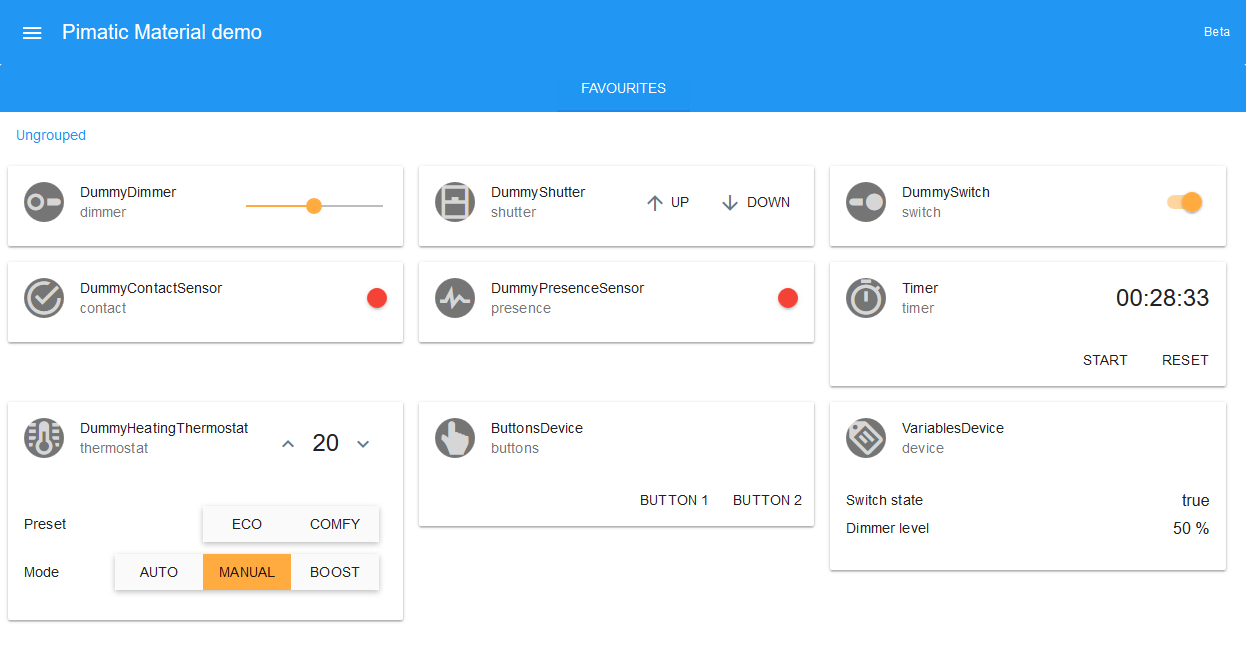 Pimatic Material demo
Beta
FAVOURITES
Ungrouped
DummyDimmer
dimmer
DummyShutter
shutter
UP
DOWN
DummySwitch
switch
DummyContactSensor
contact
DummyPresenceSensor
presence
Timer
timer
00:28:33
START RESET
DummyHeatingThermostat
thermostat
20
Preset ECO COMFY
Mode AUTO MANUAL BOOST
ButtonsDevice
buttons
BUTTON 1 BUTTON 2
VariablesDevice
device
Switch state true
Dimmer level 50 %